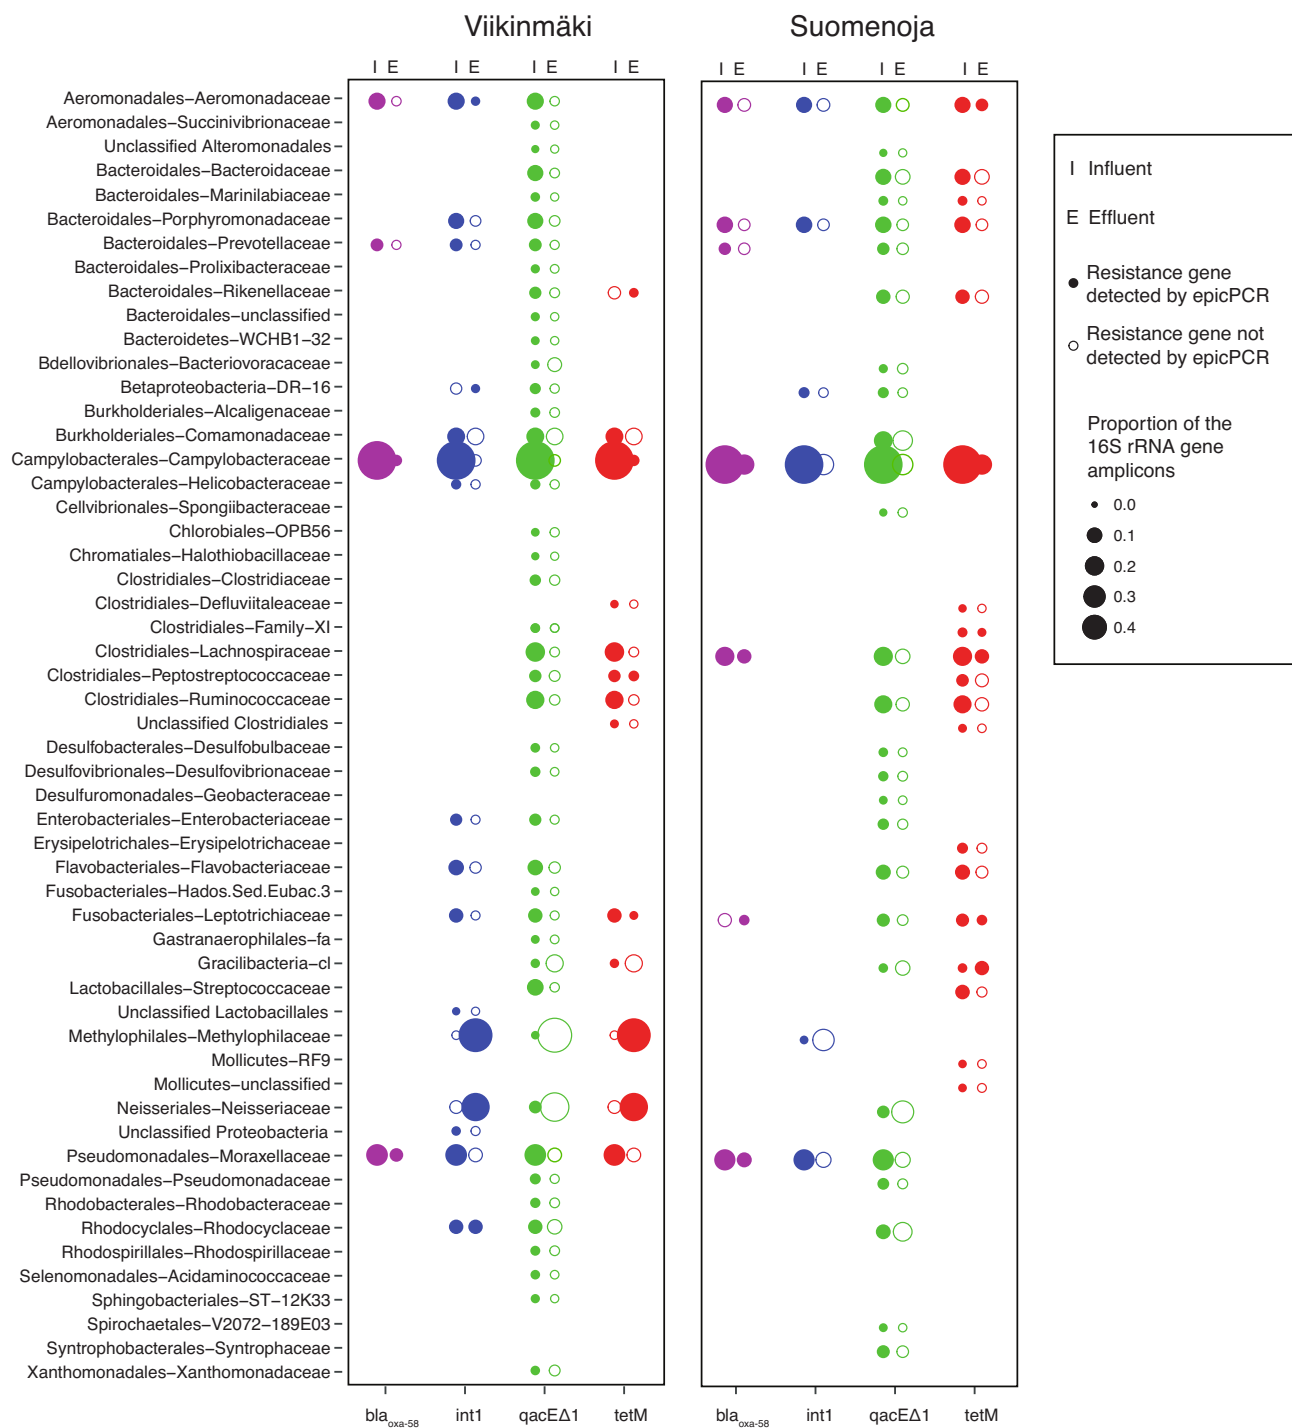 Viikinmäki
Suomenoja
I E I E I E I E
I E I E I E I E
Aeromonadales–Aeromonadaceae
Aeromonadales–Succinivibrionaceae
Unclassified Alteromonadales
Bacteroidales–Bacteroidaceae
Bacteroidales–Marinilabiaceae
Bacteroidales–Porphyromonadaceae
Bacteroidales–Prevotellaceae
Bacteroidales–Prolixibacteraceae
Bacteroidales–Rikenellaceae
Bacteroidales–unclassified
Bacteroidetes–WCHB1–32
Bdellovibrionales–Bacteriovoracaceae
Betaproteobacteria–DR–16
Burkholderiales–Alcaligenaceae
Burkholderiales–Comamonadaceae
Campylobacterales–Campylobacteraceae
Campylobacterales–Helicobacteraceae
Cellvibrionales–Spongiibacteraceae
Chlorobiales–OPB56
Chromatiales–Halothiobacillaceae
Clostridiales–Clostridiaceae
Clostridiales–Defluviitaleaceae
Clostridiales–Family–XI
Clostridiales–Lachnospiraceae
Clostridiales–Peptostreptococcaceae
Clostridiales–Ruminococcaceae
Unclassified Clostridiales
Desulfobacterales–Desulfobulbaceae
Desulfovibrionales–Desulfovibrionaceae
Desulfuromonadales–Geobacteraceae
Enterobacteriales–Enterobacteriaceae
Erysipelotrichales–Erysipelotrichaceae
Flavobacteriales–Flavobacteriaceae
Fusobacteriales–Hados.Sed.Eubac.3
Fusobacteriales–Leptotrichiaceae
Gastranaerophilales–fa
Gracilibacteria–cl
Lactobacillales–Streptococcaceae
Unclassified Lactobacillales
Methylophilales–Methylophilaceae
Mollicutes–RF9
Mollicutes–unclassified
Neisseriales–Neisseriaceae
Unclassified Proteobacteria
Pseudomonadales–Moraxellaceae
Pseudomonadales–Pseudomonadaceae
Rhodobacterales–Rhodobacteraceae
Rhodocyclales–Rhodocyclaceae
Rhodospirillales–Rhodospirillaceae
Selenomonadales–Acidaminococcaceae
Sphingobacteriales–ST–12K33
Spirochaetales–V2072–189E03
Syntrophobacterales–Syntrophaceae
Xanthomonadales–Xanthomonadaceae
bla oxa-58 int1 qacEΔ1 tetM
bla oxa-58 int1 qacEΔ1 tetM
I Influent
E Effluent
Resistance gene
detected by epicPCR
Resistance gene not
detected by epicPCR
Proportion of the
16S rRNA gene
amplicons
0.0
0.1
0.2
0.3
0.4